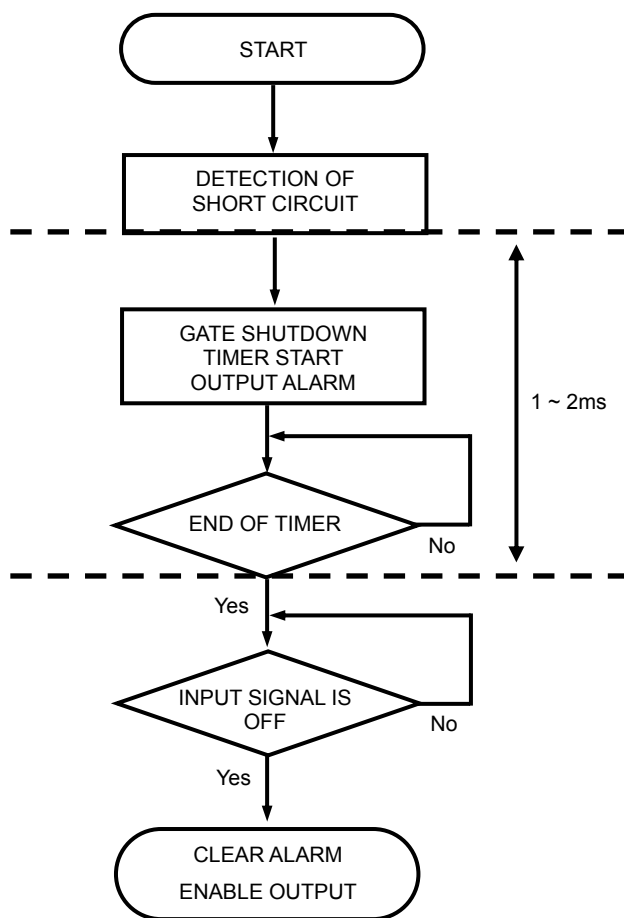 START
DETECTION OF
SHORT CIRCUIT
GATE SHUTDOWN
TIMER START
OUTPUT ALARM
1 ~ 2ms
END OF TIMER
No
Yes
INPUT SIGNAL IS
OFF
No
Yes
CLEAR ALARM
ENABLE OUTPUT